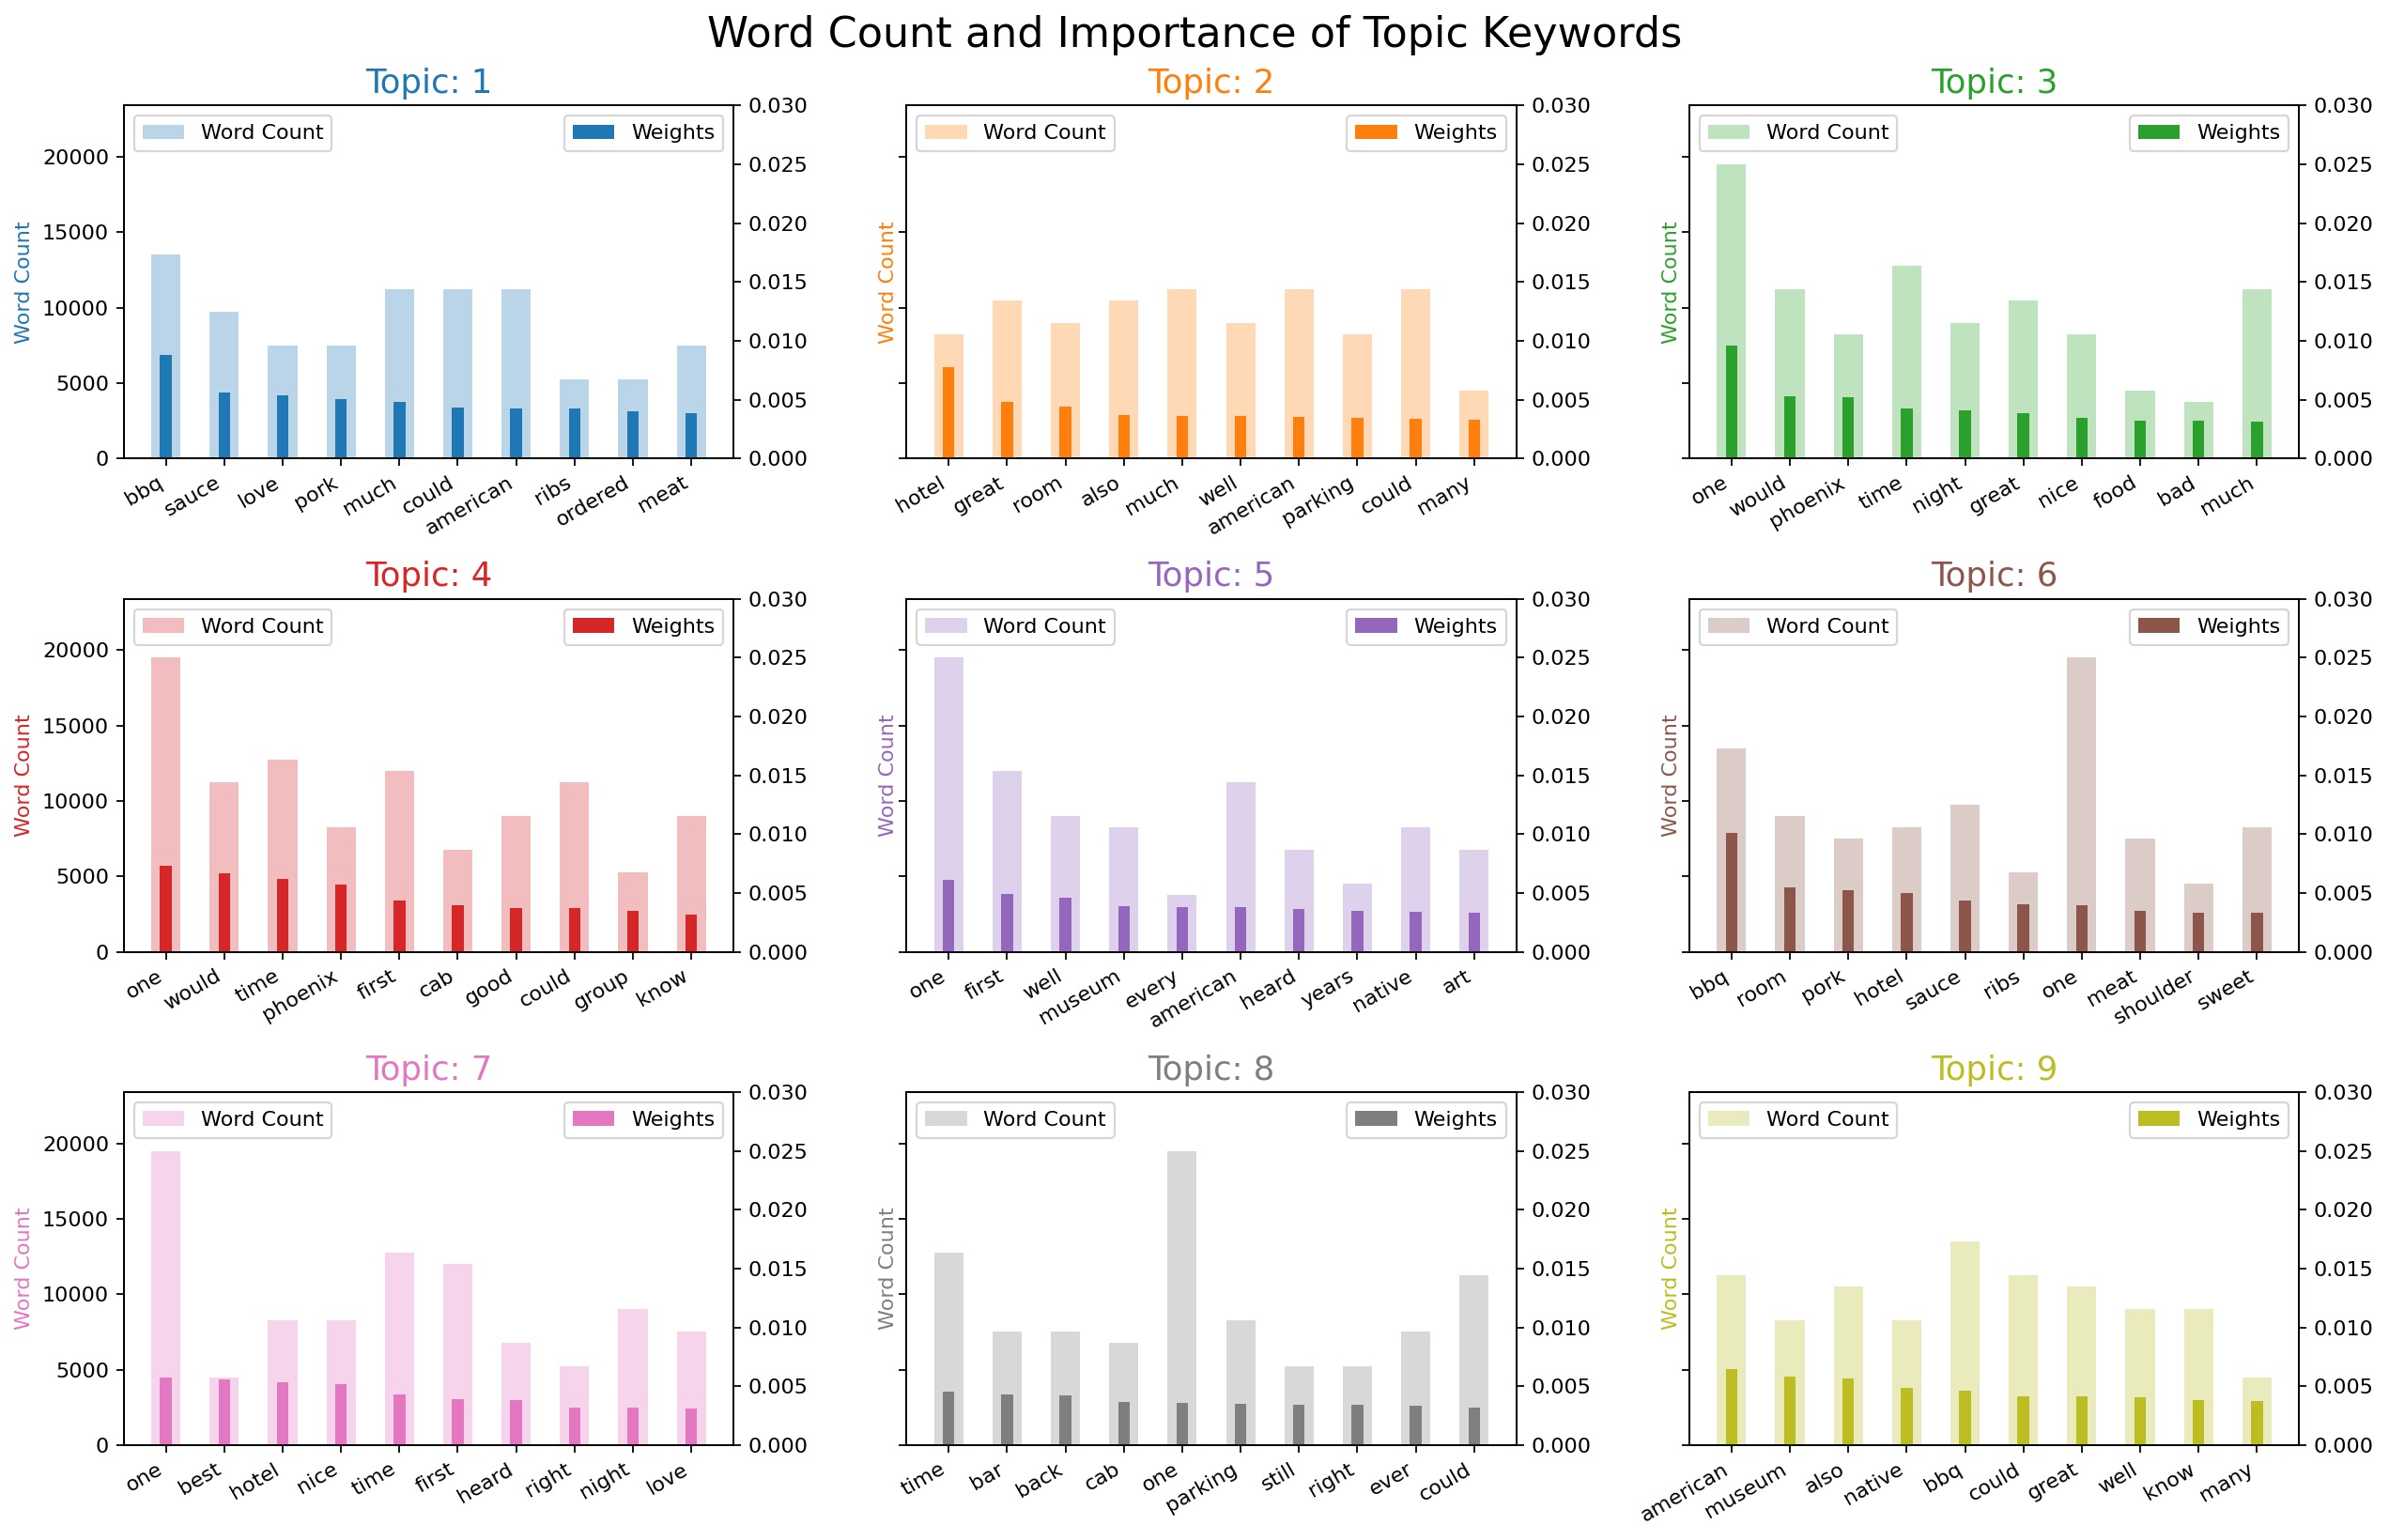 Word Count and Importance of Topic Keywords
Topic: 1
Word Count
Weights
20000
15000
10000
5000
0
Word Count
0.030
0.025
0.020
0.015
0.010
0.005
0.000
bbq sauce love pork much could american ribs ordered meat
Topic: 2
Word Count
Weights
Word Count
0.030
0.025
0.020
0.015
0.010
0.005
0.000
hotel great room also much well american parking could many
Topic: 3
Word Count
Weights
Word Count
0.030
0.025
0.020
0.015
0.010
0.005
0.000
one would phoenix time night great nice food bad much
Topic: 4
Word Count
Weights
20000
15000
10000
5000
0
Word Count
0.030
0.025
0.020
0.015
0.010
0.005
0.000
one would time phoenix first cab good could group know
Topic: 5
Word Count
Weights
Word Count
0.030
0.025
0.020
0.015
0.010
0.005
0.000
one first well museum every american heard years native art
Topic: 6
Word Count
Weights
Word Count
0.030
0.025
0.020
0.015
0.010
0.005
0.000
bbq room pork hotel sauce ribs one meat shoulder sweet
Topic: 7
Word Count
Weights
20000
15000
10000
5000
0
Word Count
0.030
0.025
0.020
0.015
0.010
0.005
0.000
one best hotel nice time first heard right night love
Topic: 8
Word Count
Weights
Word Count
0.030
0.025
0.020
0.015
0.010
0.005
0.000
time bar back cab one parking still right ever could
Topic: 9
Word Count
Weights
Word Count
0.030
0.025
0.020
0.015
0.010
0.005
0.000
american museum also native bbq could great well know many